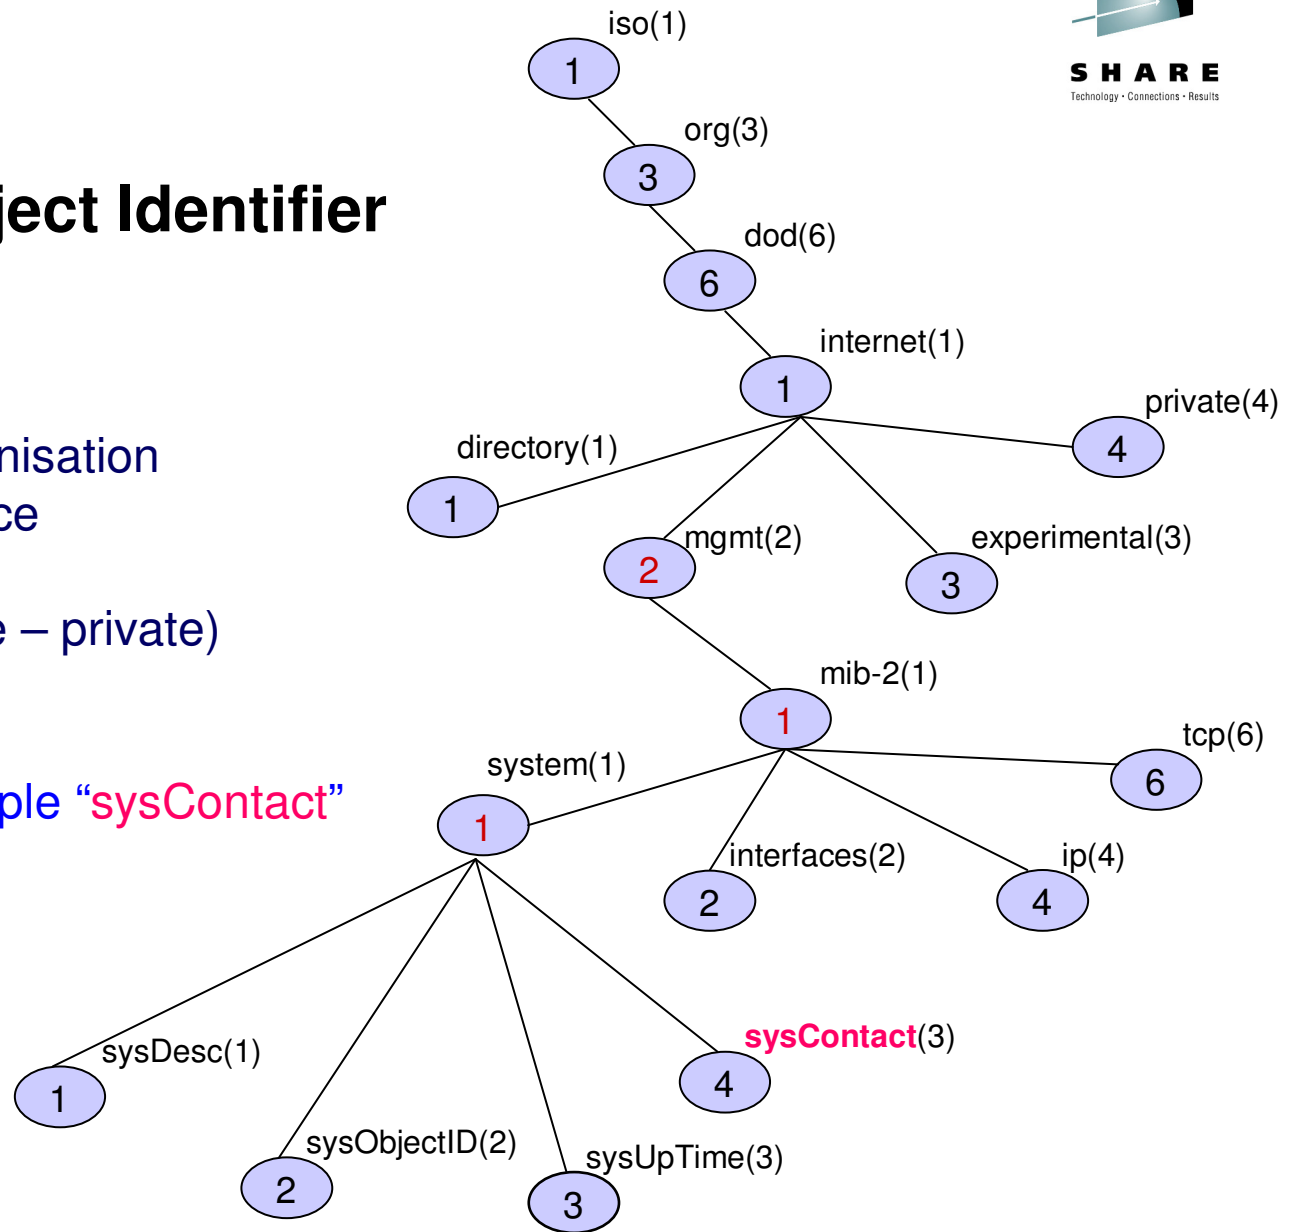 iso(1)
1
SHARE
Technology · Connections · Results
org(3)
3
ject Identifier
dod(6)
6
internet(1)
1
private(4)
4
directory(1)
1
nisation
ce
mgmt(2)
2
experimental(3)
3
e – private)
mib-2(1)
1
tcp(6)
6
system(1)
1
ple “sysContact”
interfaces(2)
2
ip(4)
4
sysContact(3)
4
sysDesc(1)
1
sysObjectID(2)
2
sysUpTime(3)
3